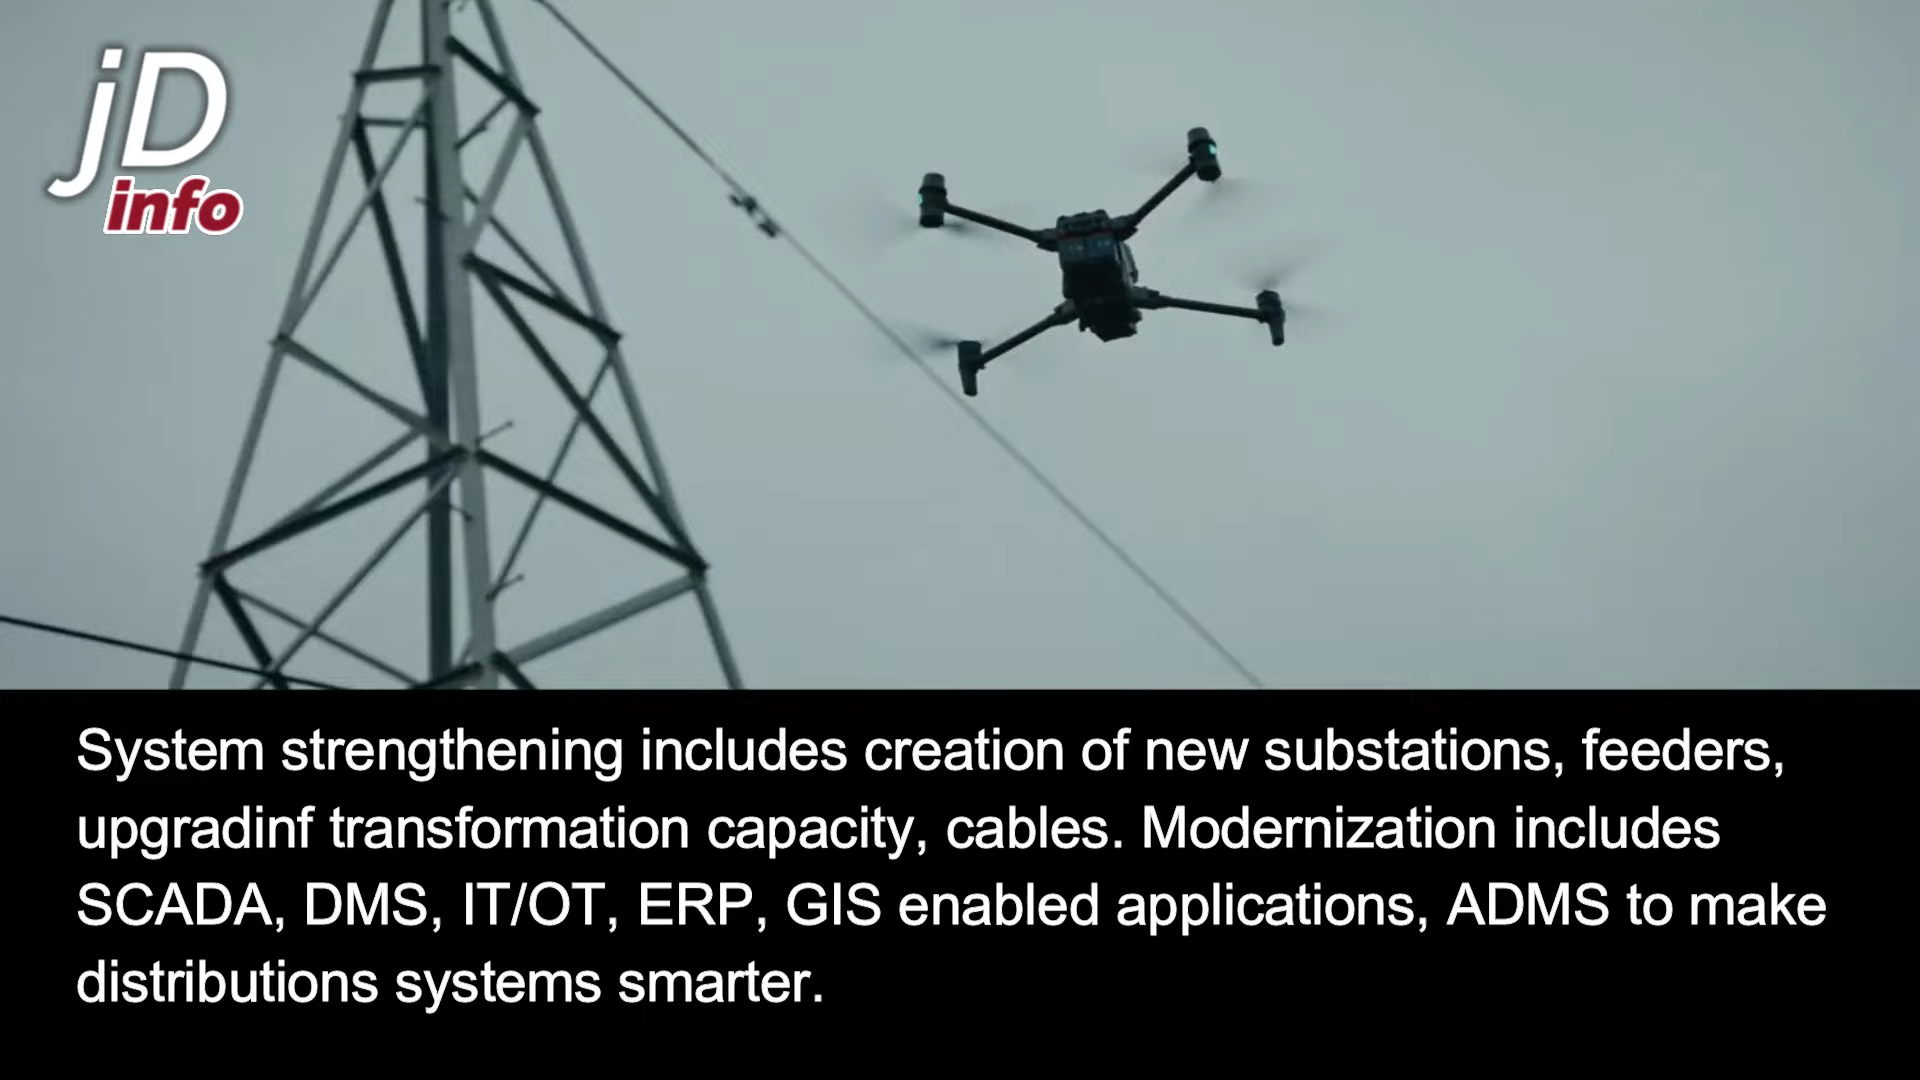 jD
info
System strengthening includes creation of new substations, feeders,
upgradinf transformation capacity, cables. Modernization includes
SCADA, DMS, IT/OT, ERP, GIS enabled applications, ADMS to make
distributions systems smarter.